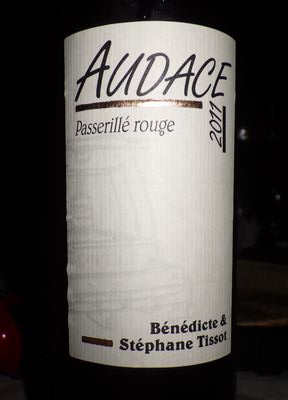 AUDACE
Passerillé rouge
2011
Bénédicte &
Stéphane Tissot